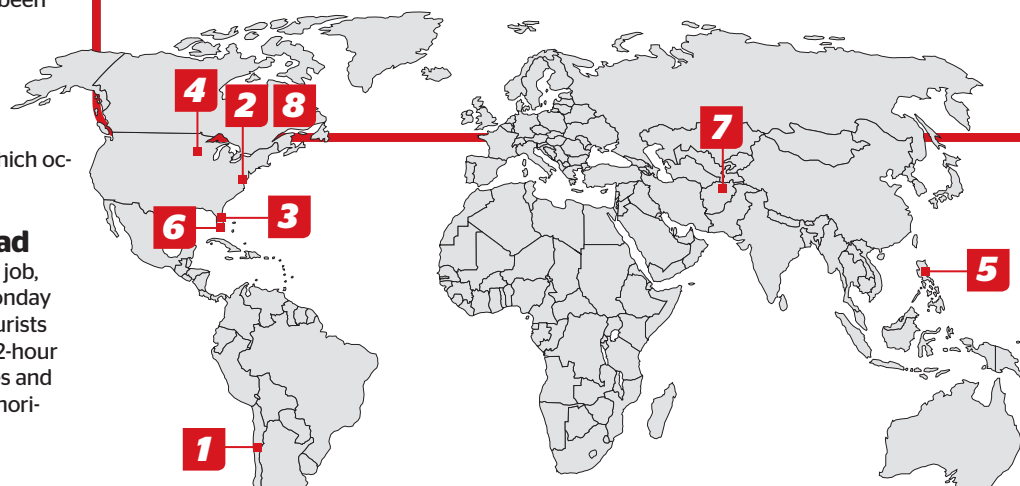 been
hich oc-
ad
job,
onday
urists
2-hour
es and
nori-
4
2
8
7
3
6
5
1